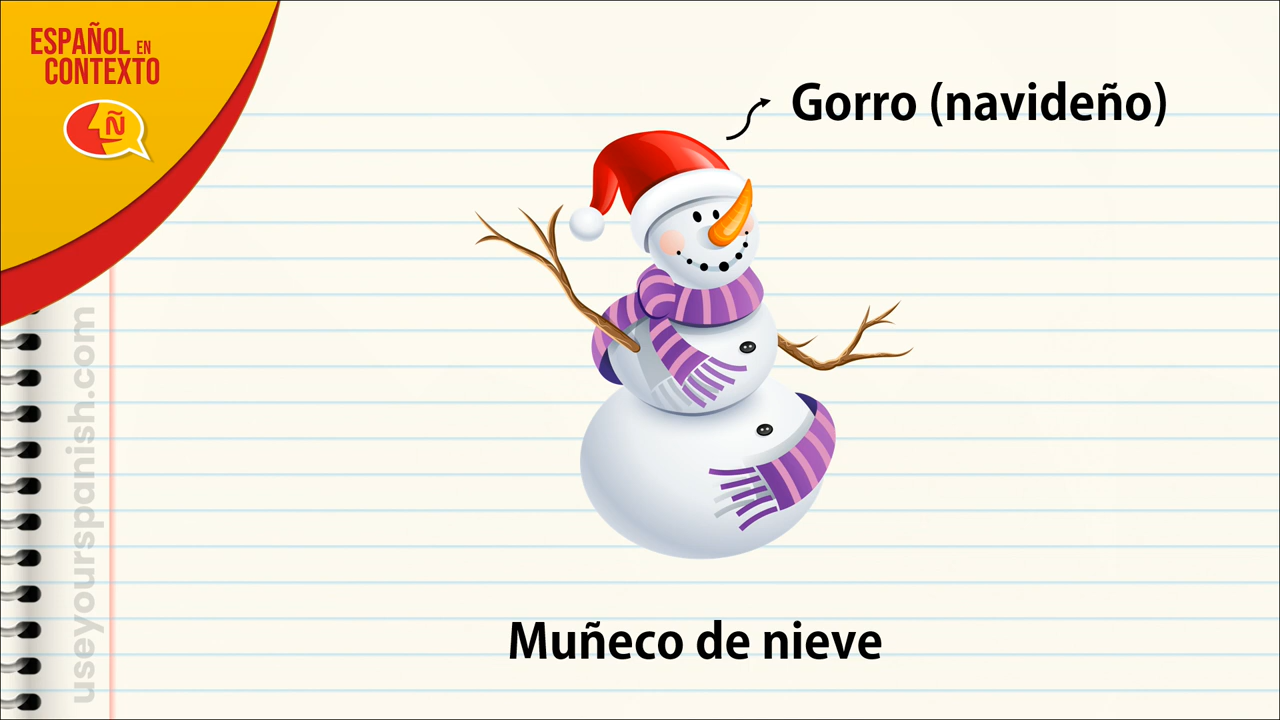 ESPAÑOL EN
CONTEXTO
Ñ
Gorro (navideño)
Muñeco de nieve
useyourspanish.com